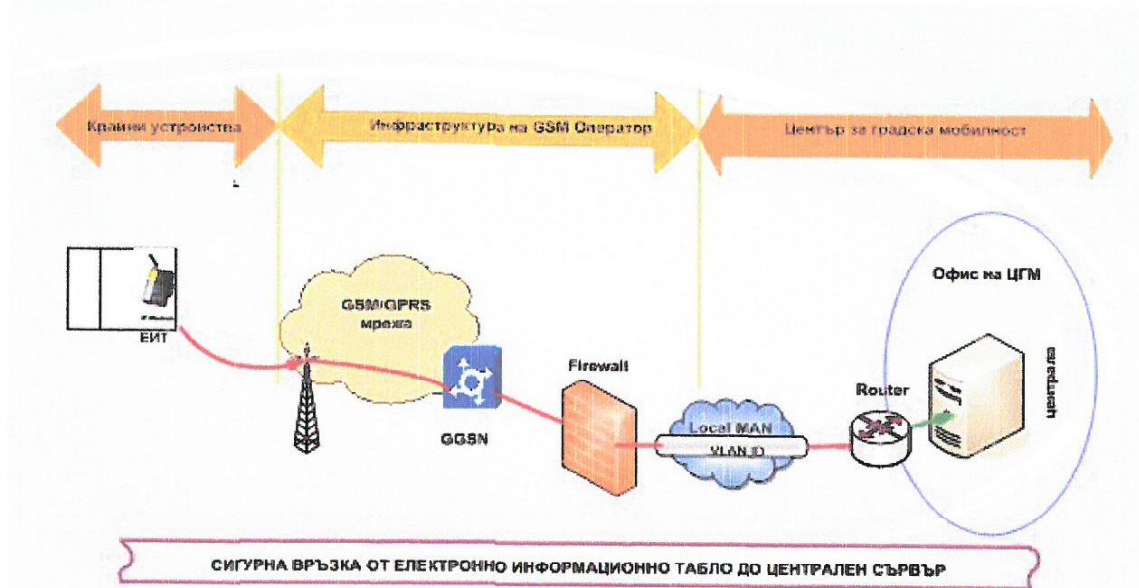 Крайни устройства
Инфраструктура на GSM Оператор
Център за градска мобилност
Офис на ЦГМ
GSM/GPRS
мрежа
ЕИТ
Firewall
Router
централа
GGSN
Local MAN
VLAN ID
СИГУРНА ВРЪЗКА ОТ ЕЛЕКТРОННО ИНФОРМАЦИОННО ТАБЛО ДО ЦЕНТРАЛЕН СЪРВЪР